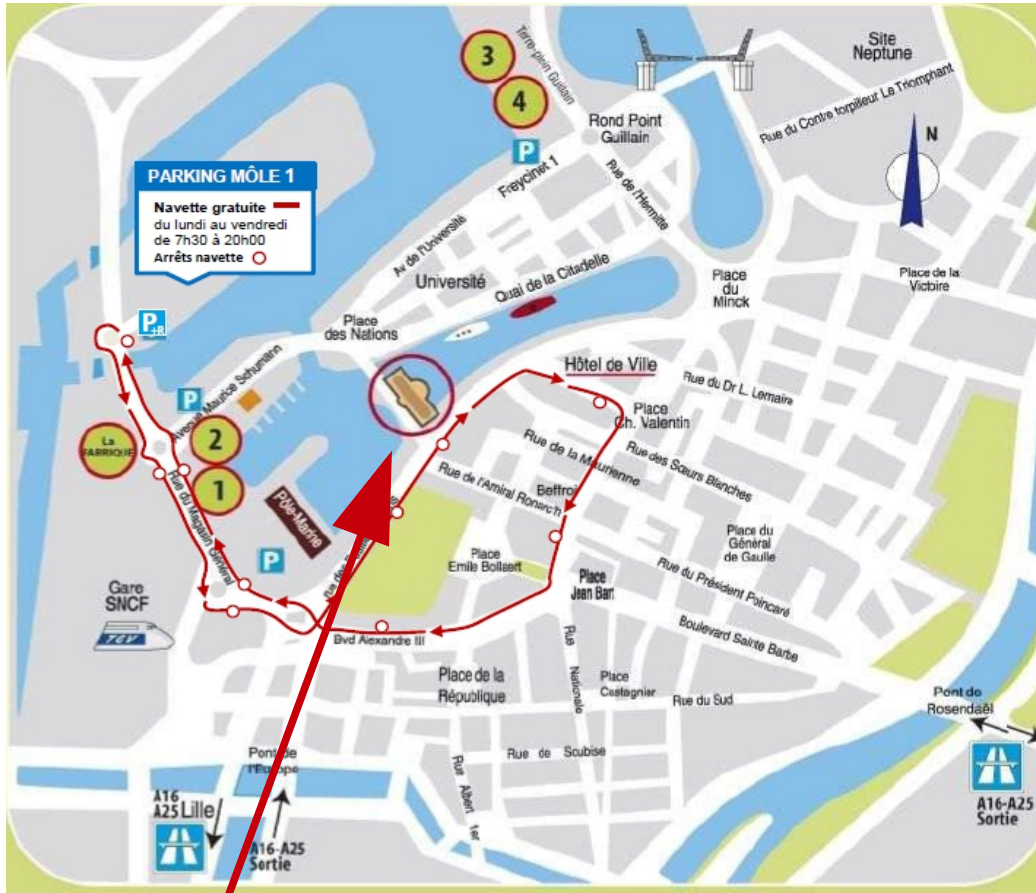 3
4
Terre-plein Guillain
Site
Neptune
Rue du Contre torpilleur Le Triomphant
Rond Point
Guillain
N
P
PARKING MÔLE 1
Navette gratuite
du lundi au vendredi
de 7h30 à 20h00
Arrêts navette
Freycinet 1
Rue de l'Hermitte
Av de l'Université
Université
Quai de la Citadelle
Place
du
Minck
Place de la
Victoire
P
+R
Place
des Nations
Hôtel de Ville
Rue du Dr L. Lemaire
Avenue Maurice Schumann
P
Place
Ch. Valentin
La
FABRIQUE
2
1
Rue de la Maurienne
Rue des Sœurs Blanches
Rue de l'Amiral Ronarc'h
Beffroi
Rue du Magasin Général
Pôle-Marine
Place du
Général
de Gaulle
P
Place
Emile Bollaert
Place
Jean Bart
Rue du Président Poincaré
Gare
SNCF
TGV
Rue des
Bvd Alexandre III
Boulevard Sainte Barbe
Place de la
République
Rue Nationale
Place
Castagnier
Rue du Sud
Pont de
Rosendaël
Pont de
l'Europe
Rue de Soubise
Rue Albert 1er
A16
A25 Lille
A16-A25
Sortie
A16-A25
Sortie